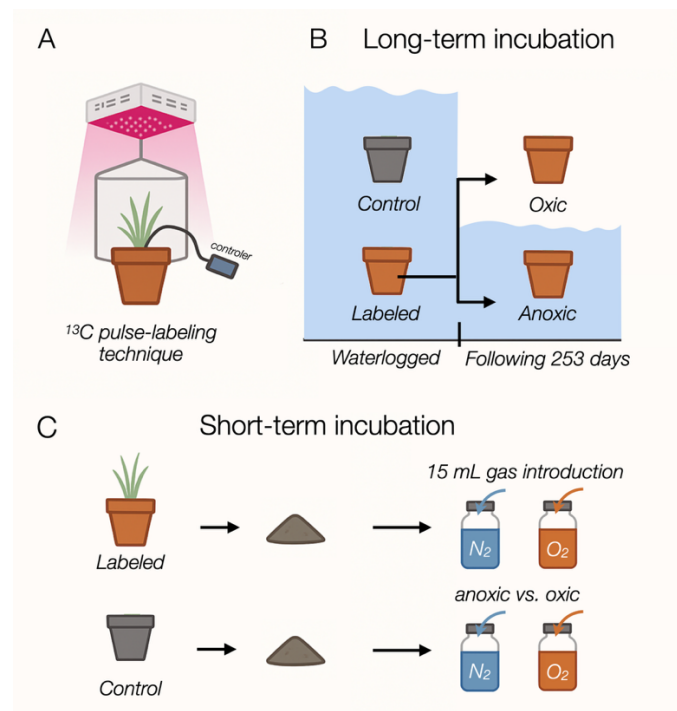 A
B
Long-term incubation
controler
¹³C pulse-labeling
technique
Control
Oxic
Labeled
Anoxic
Waterlogged
Following 253 days
C
Short-term incubation
15 mL gas introduction
Labeled
N₂
O₂
anoxic vs. oxic
Control
N₂
O₂